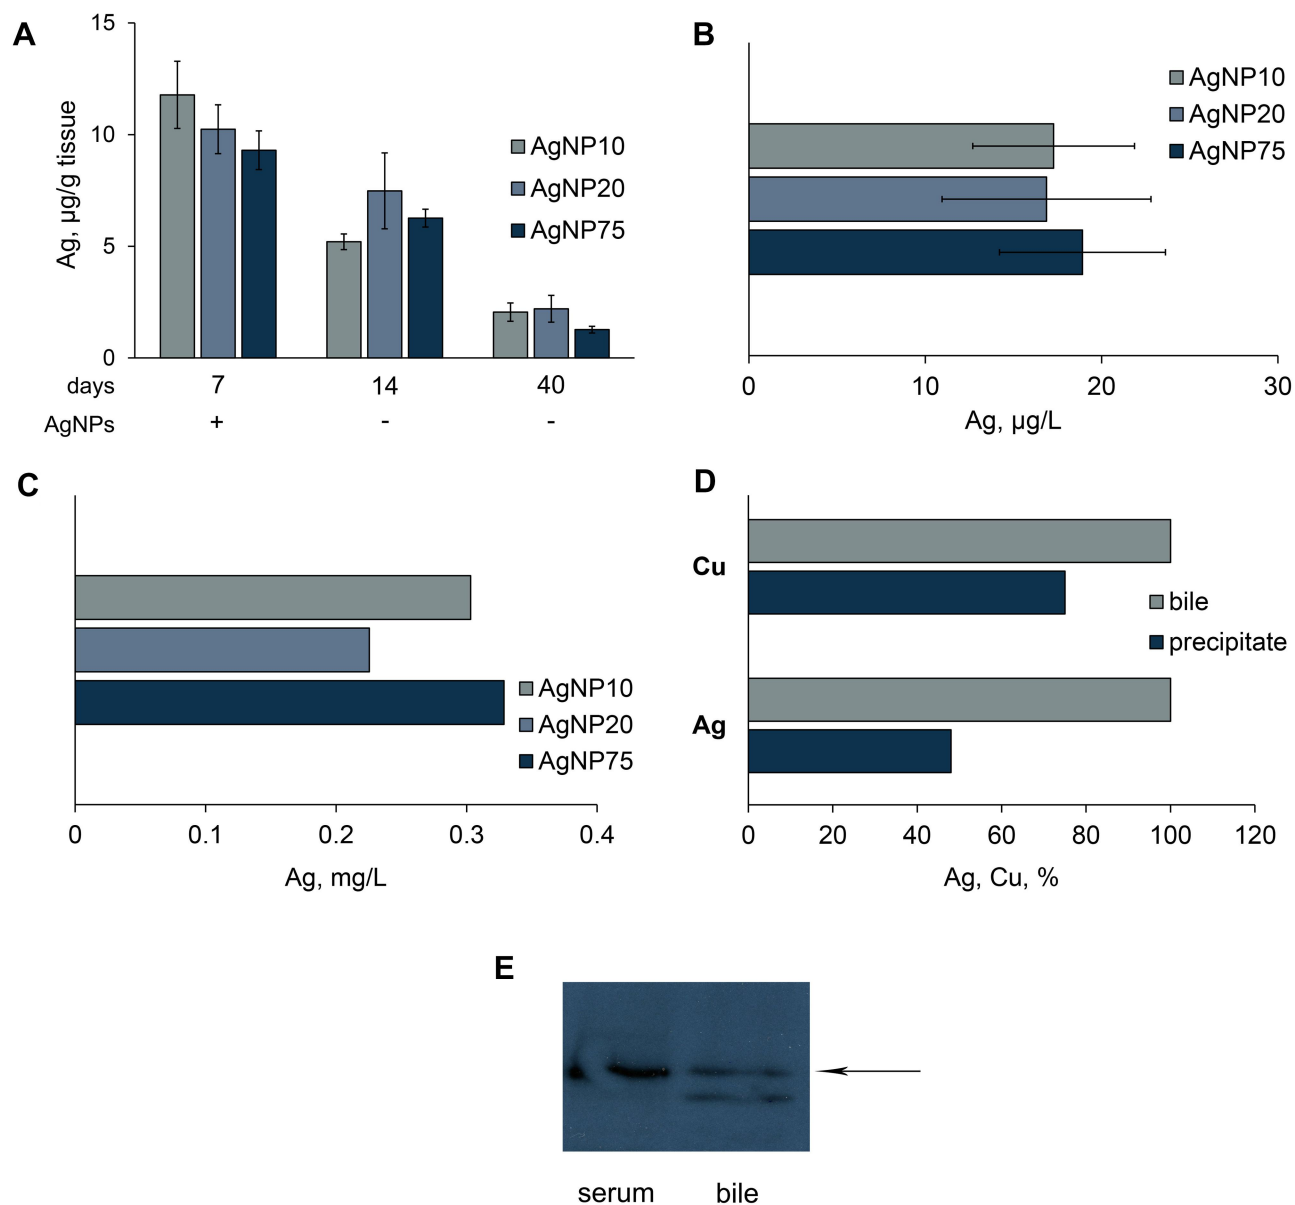 A
15
10
5
0
Ag, µg/g tissue
AgNP10
AgNP20
AgNP75
days 7 14 40
AgNPs + - -
B
AgNP10
AgNP20
AgNP75
0 10 20 30
Ag, µg/L
C
AgNP10
AgNP20
AgNP75
0 0.1 0.2 0.3 0.4
Ag, mg/L
D
Cu
Ag
bile
precipitate
0 20 40 60 80 100 120
Ag, Cu, %
E
serum bile